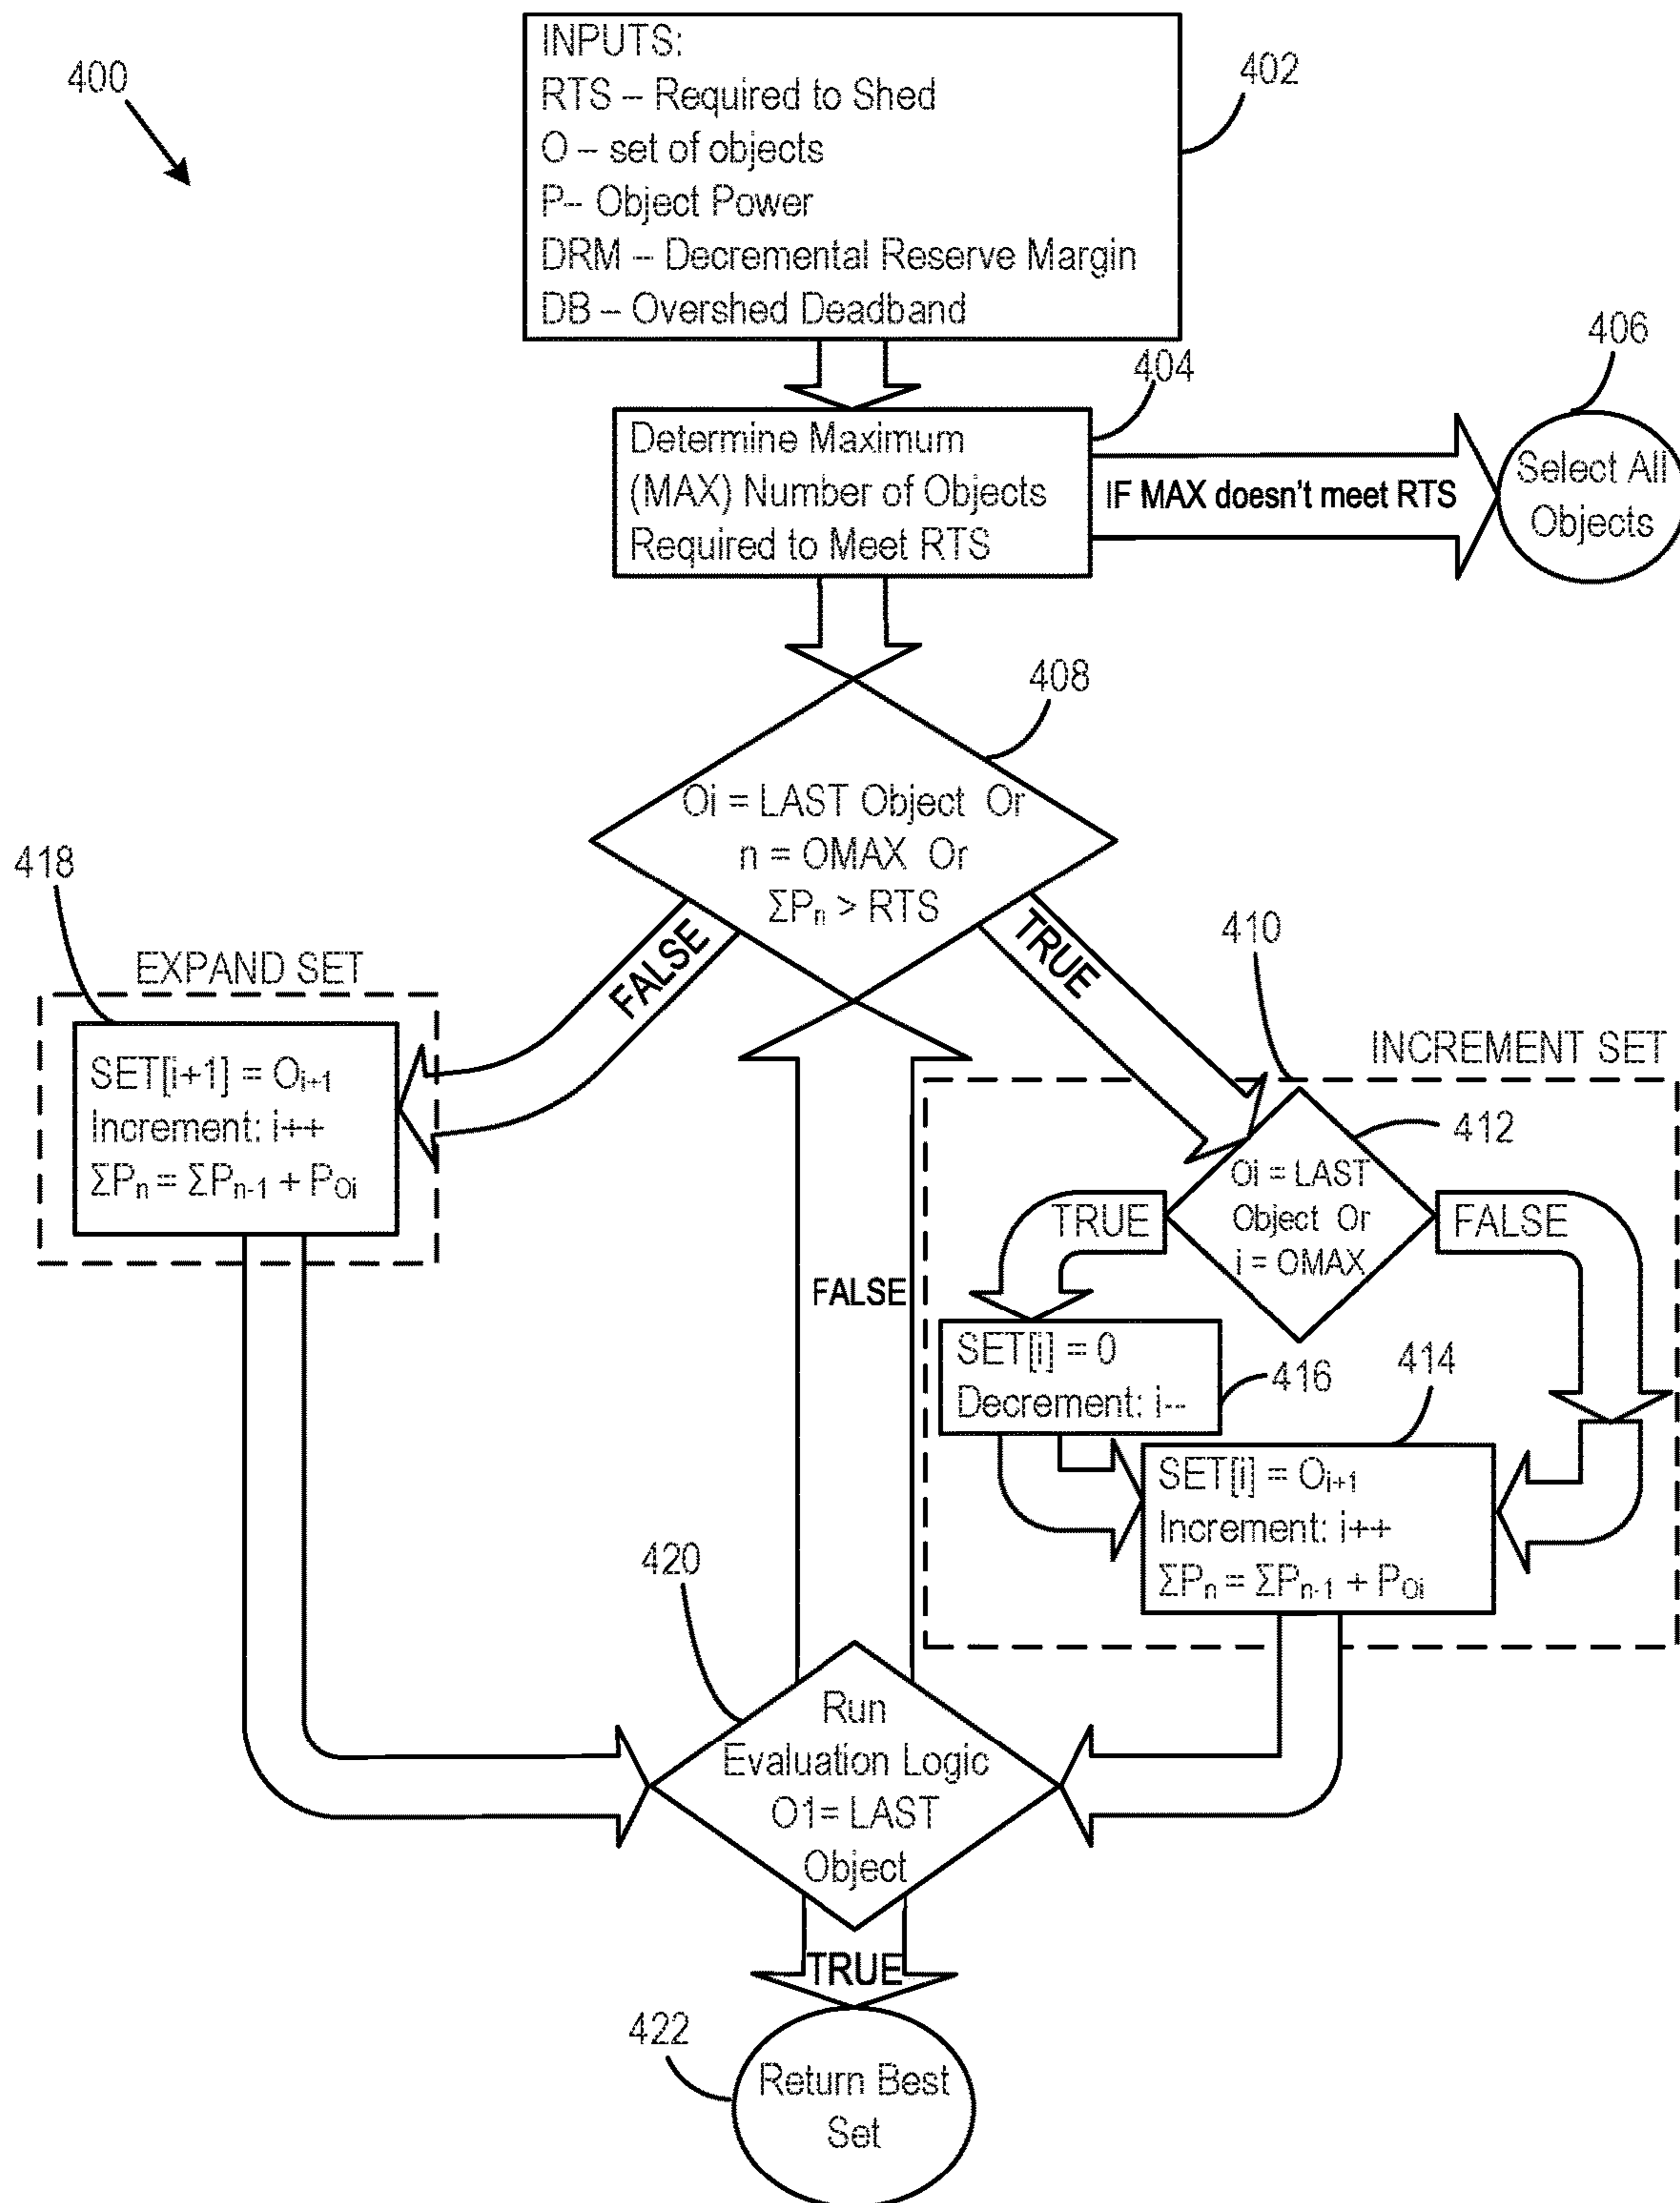 400
INPUTS:
RTS – Required to Shed
O – set of objects
P– Object Power
DRM – Decremental Reserve Margin
DB – Overshed Deadband
402
404
Determine Maximum
(MAX) Number of Objects
Required to Meet RTS
IF MAX doesn't meet RTS
406
Select All
Objects
408
Oi = LAST Object Or
n = OMAX Or
ΣPₙ > RTS
FALSE
TRUE
418
EXPAND SET
SET[i+1] = Oᵢ₊₁
Increment: i++
ΣPₙ = ΣPₙ₋₁ + P_Oi
410
INCREMENT SET
412
Oi = LAST
Object Or
i = OMAX
TRUE
FALSE
SET[i] = 0
Decrement: i--
416
414
SET[i] = Oᵢ₊₁
Increment: i++
ΣPₙ = ΣPₙ₋₁ + P_Oi
FALSE
420
Run
Evaluation Logic
O1= LAST
Object
TRUE
422
Return Best
Set